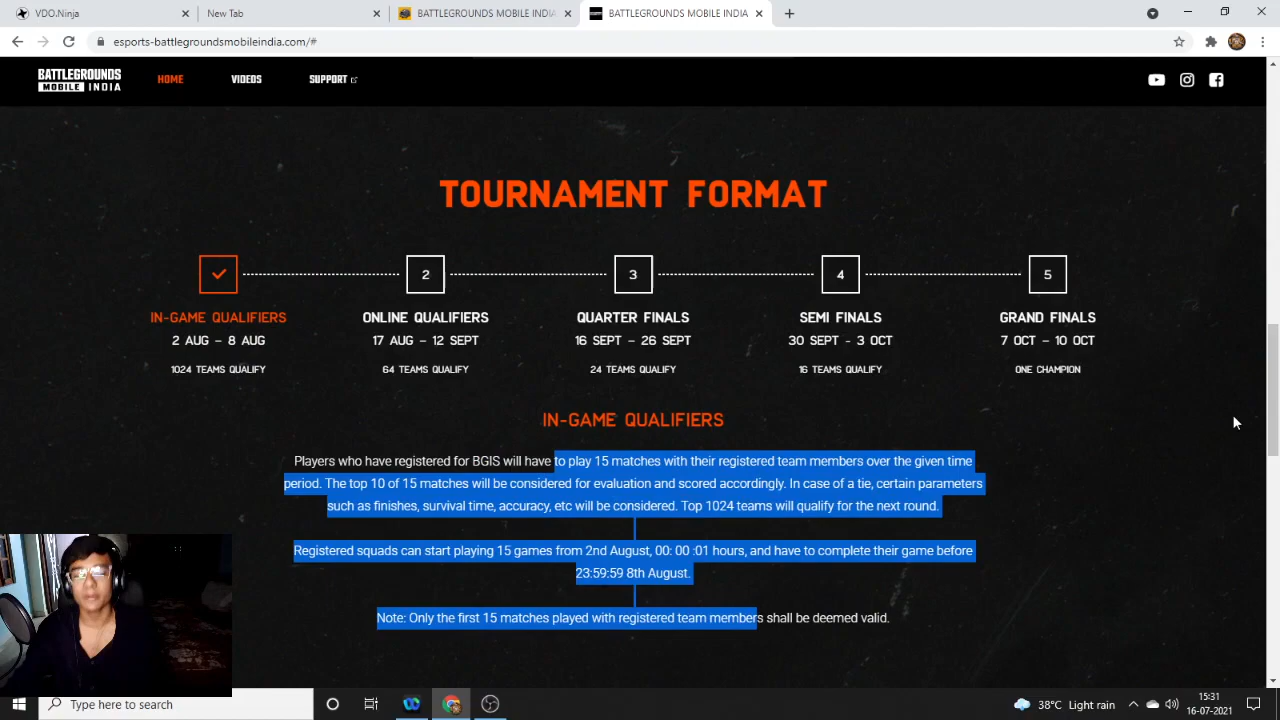 VDO.Ninja
New Tab
BATTLEGROUNDS MOBILE INDIA
BATTLEGROUNDS MOBILE INDIA
esports-battlegroundsmobileindia.com/#
BATTLEGROUNDS
MOBILE INDIA
HOME
VIDEOS
SUPPORT
TOURNAMENT FORMAT
2
3
4
5
IN-GAME QUALIFIERS
ONLINE QUALIFIERS
QUARTER FINALS
SEMI FINALS
GRAND FINALS
2 AUG – 8 AUG
17 AUG – 12 SEPT
16 SEPT – 26 SEPT
30 SEPT - 3 OCT
7 OCT – 10 OCT
1024 TEAMS QUALIFY
64 TEAMS QUALIFY
24 TEAMS QUALIFY
16 TEAMS QUALIFY
ONE CHAMPION
IN-GAME QUALIFIERS
Players who have registered for BGIS will have to play 15 matches with their registered team members over the given time
period. The top 10 of 15 matches will be considered for evaluation and scored accordingly. In case of a tie, certain parameters
such as finishes, survival time, accuracy, etc will be considered. Top 1024 teams will qualify for the next round.
Registered squads can start playing 15 games from 2nd August, 00: 00 :01 hours, and have to complete their game before
23:59:59 8th August.
Note: Only the first 15 matches played with registered team members shall be deemed valid.
Type here to search
38°C Light rain
15:31
16-07-2021